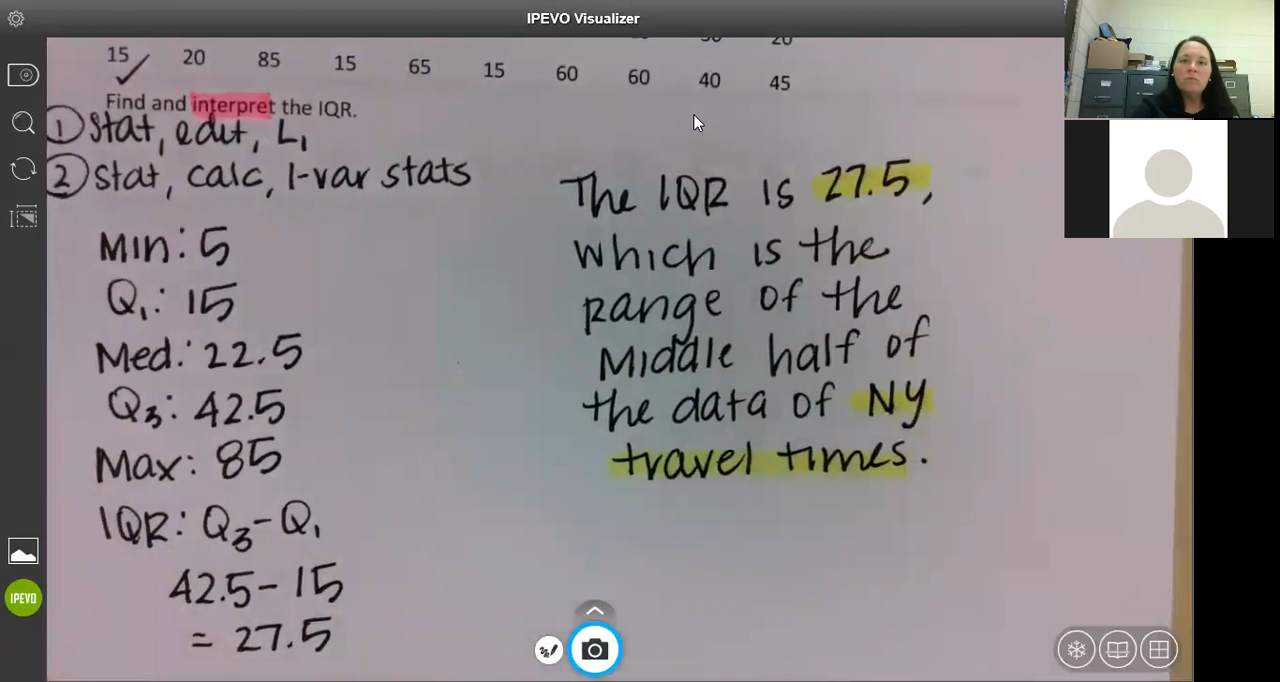 IPEVO Visualizer
15 20 85 15 65 15 60 60 40 45
Find and interpret the IQR.
① Stat, edit, L1
② Stat, calc, 1-var stats
Min: 5
Q1: 15
Med: 22.5
Q3: 42.5
Max: 85
IQR: Q3-Q1
42.5-15
= 27.5
The IQR is 27.5,
which is the
range of the
Middle half of
the data of NY
travel times.
IPEVO